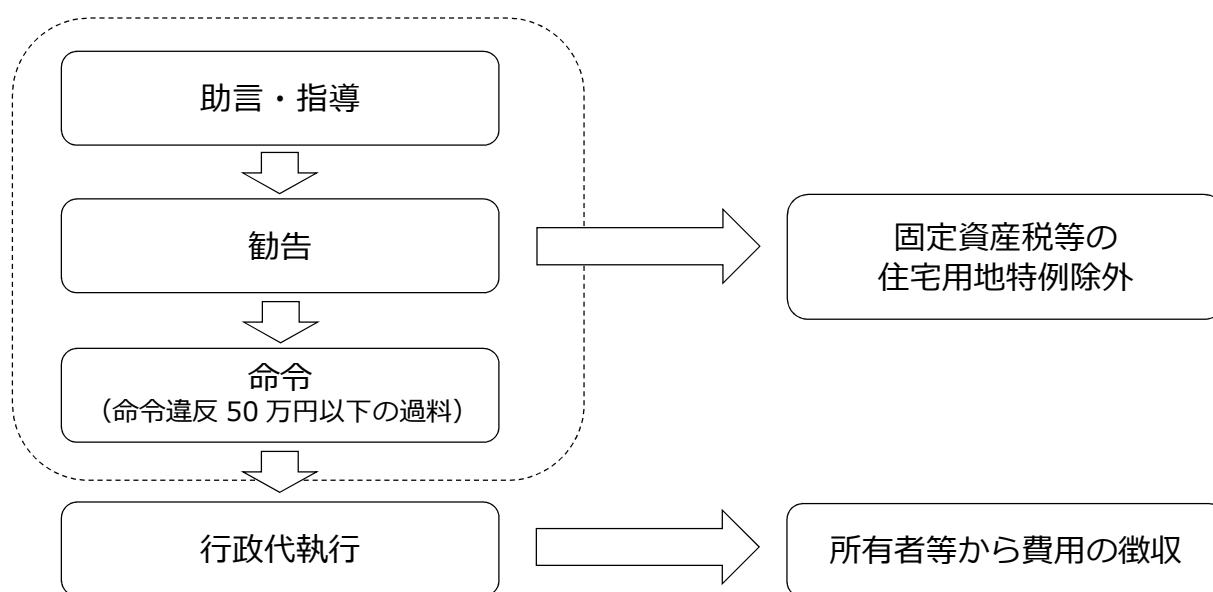 助言・指導
勧告
固定資産税等の
住宅用地特例除外
命令
（命令違反 50 万円以下の過料）
行政代執行
所有者等から費用の徴収